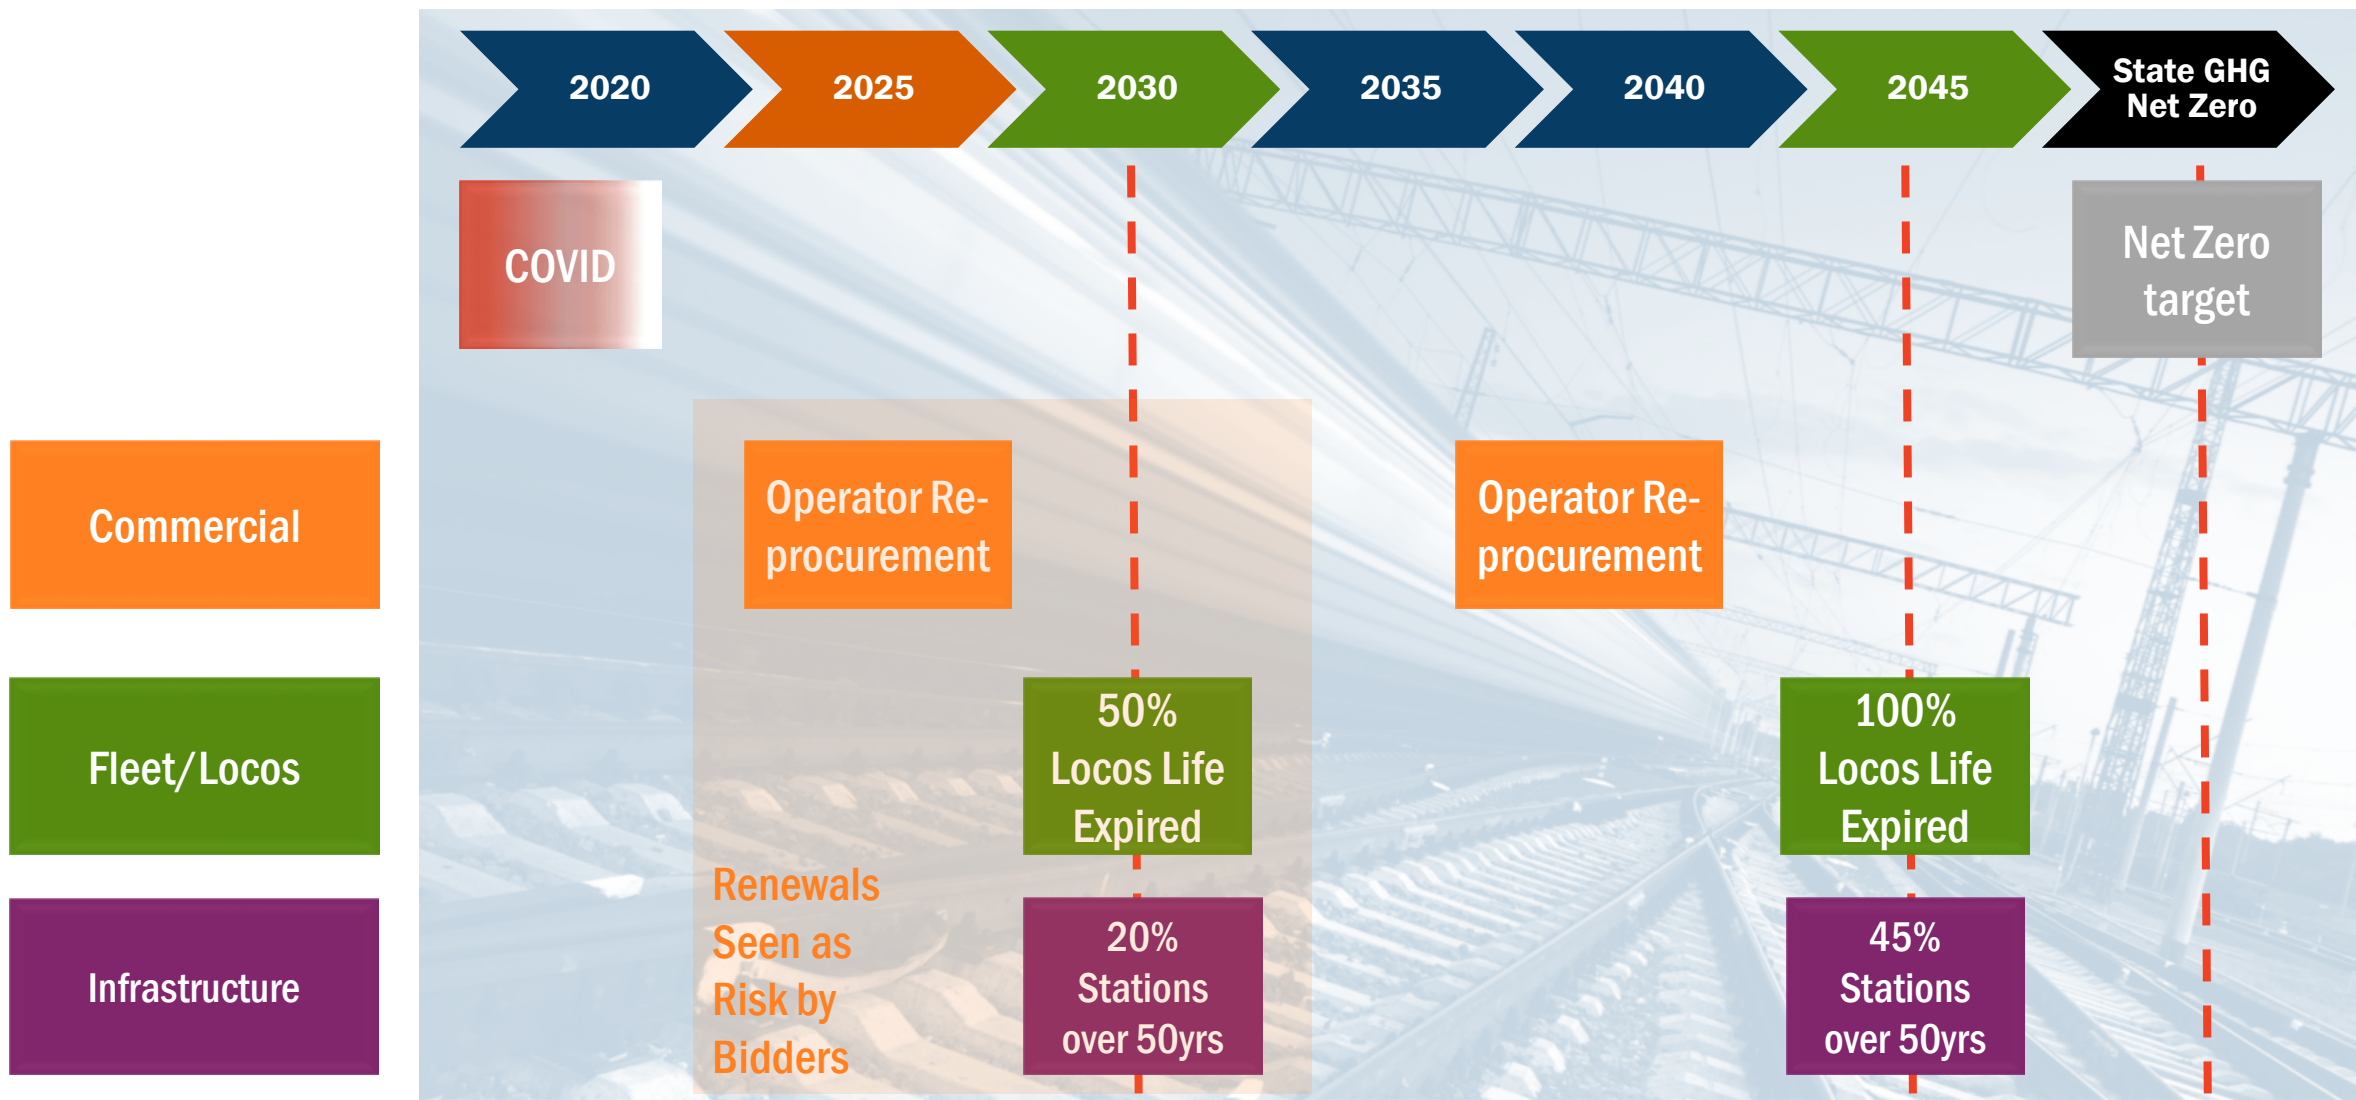 2020
2025
2030
2035
2040
2045
State GHG
Net Zero
COVID
Net Zero
target
Commercial
Operator Re-
procurement
Operator Re-
procurement
Fleet/Locos
50%
Locos Life
Expired
100%
Locos Life
Expired
Infrastructure
Renewals
Seen as
Risk by
Bidders
20%
Stations
over 50yrs
45%
Stations
over 50yrs